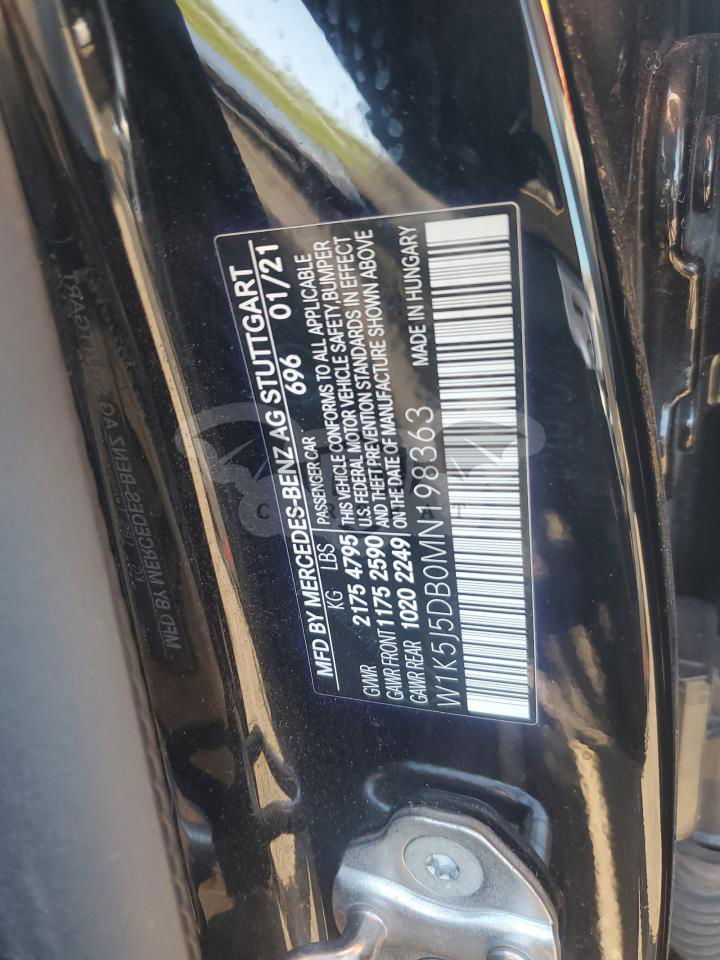 MFD BY MERCEDES-BENZ AG STUTTGART
696 01/21
KG LBS
PASSENGER CAR
GVWR 2175 4795
GAWR FRONT 1175 2590
GAWR REAR 1020 2249
THIS VEHICLE CONFORMS TO ALL APPLICABLE
U.S. FEDERAL MOTOR VEHICLE SAFETY, BUMPER
AND THEFT PREVENTION STANDARDS IN EFFECT
ON THE DATE OF MANUFACTURE SHOWN ABOVE
W1K5J5DB0MN198363
MADE IN HUNGARY
MFD BY MERCEDES-BENZ AG